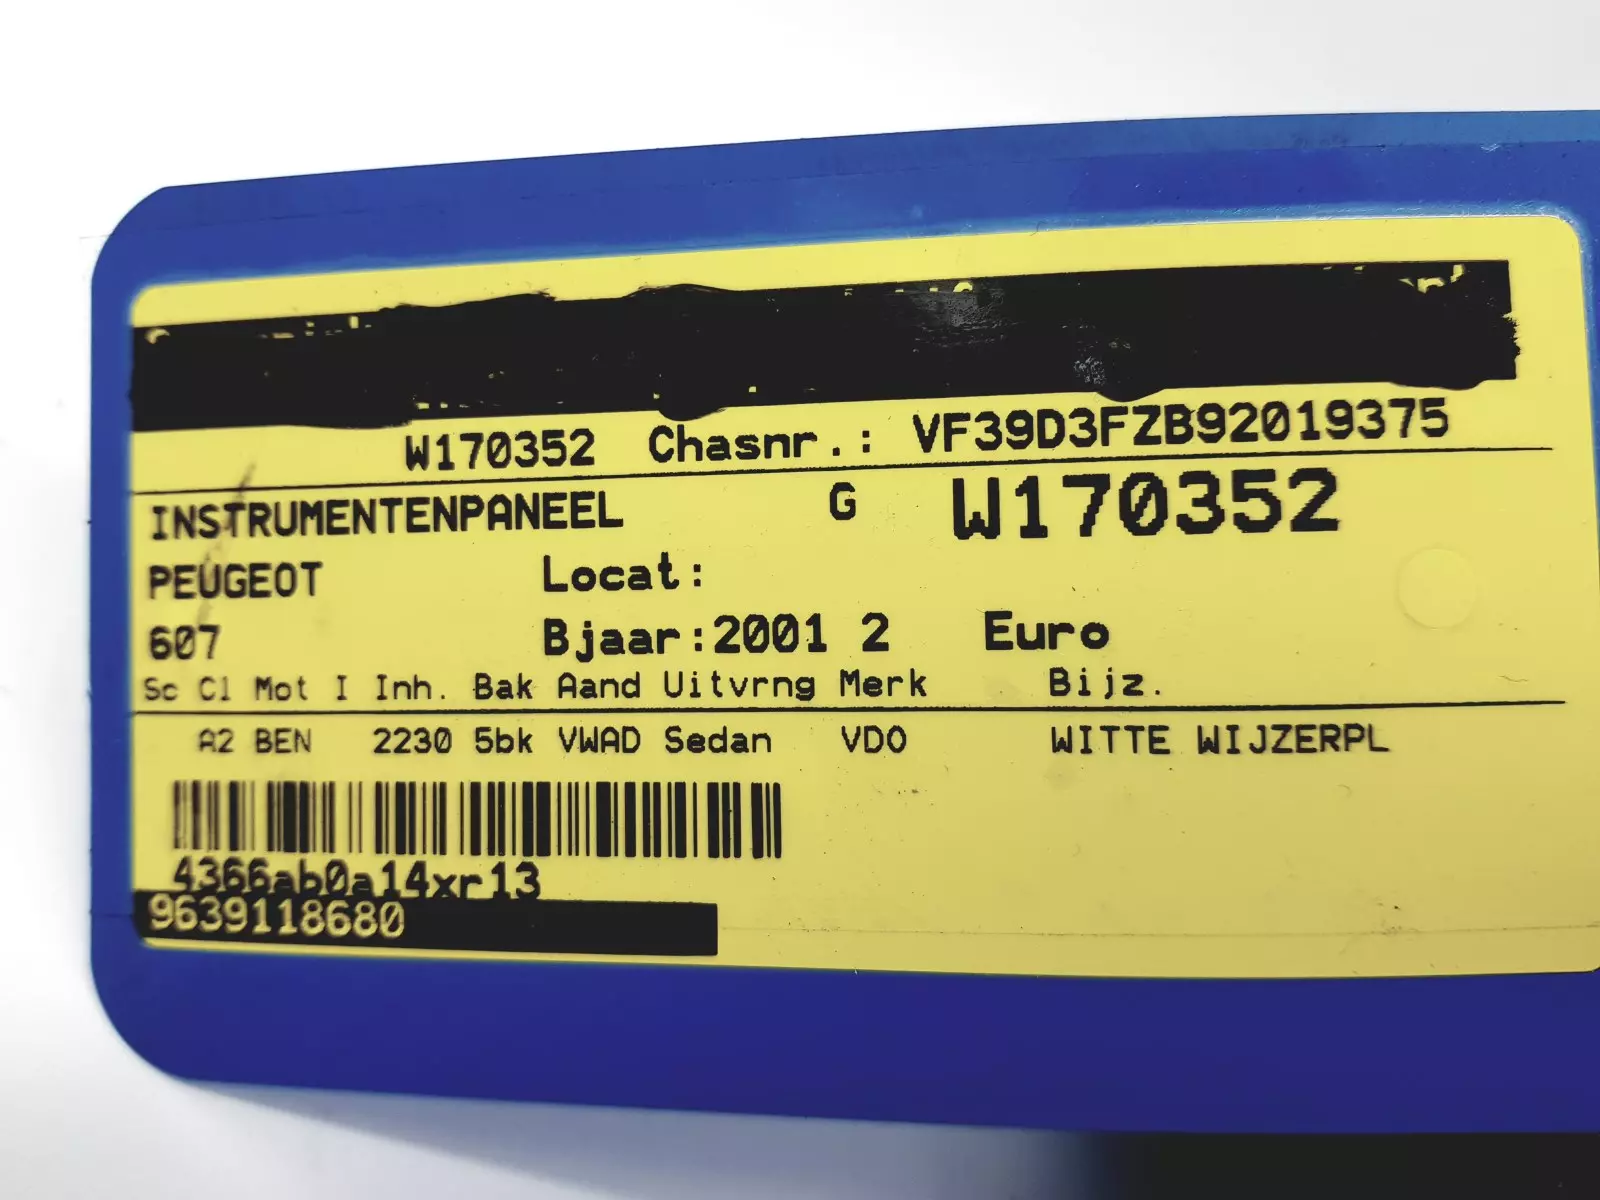 W170352 Chasnr.: VF39D3FZB92019375
INSTRUMENTENPANEEL G W170352
PEUGEOT Locat:
607 Bjaar:2001 2 Euro
Sc Cl Mot I Inh. Bak Aand Uitvrng Merk Bijz.
A2 BEN 2230 5bk VWAD Sedan VDO WITTE WIJZERPL
4366ab0a14xr13
9639118680